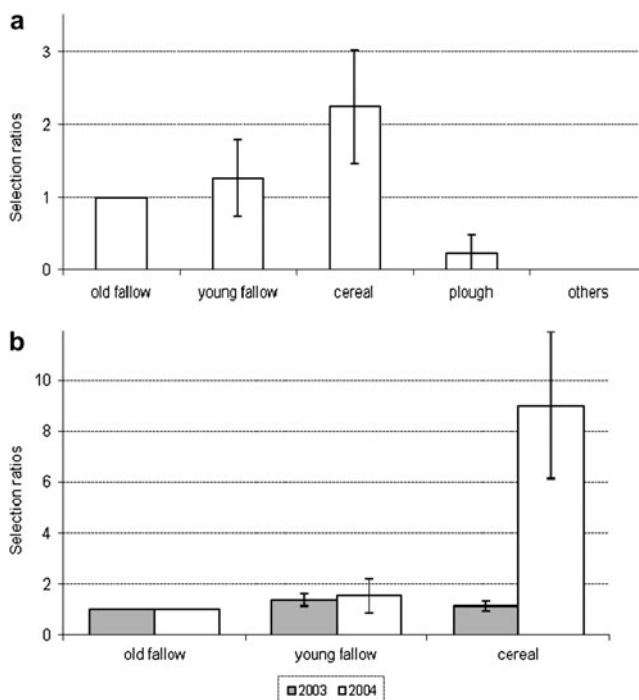 a
3
2
1
0
Selection ratios
old fallow young fallow cereal plough others
b
10
8
6
4
2
0
Selection ratios
old fallow young fallow cereal
2003 2004